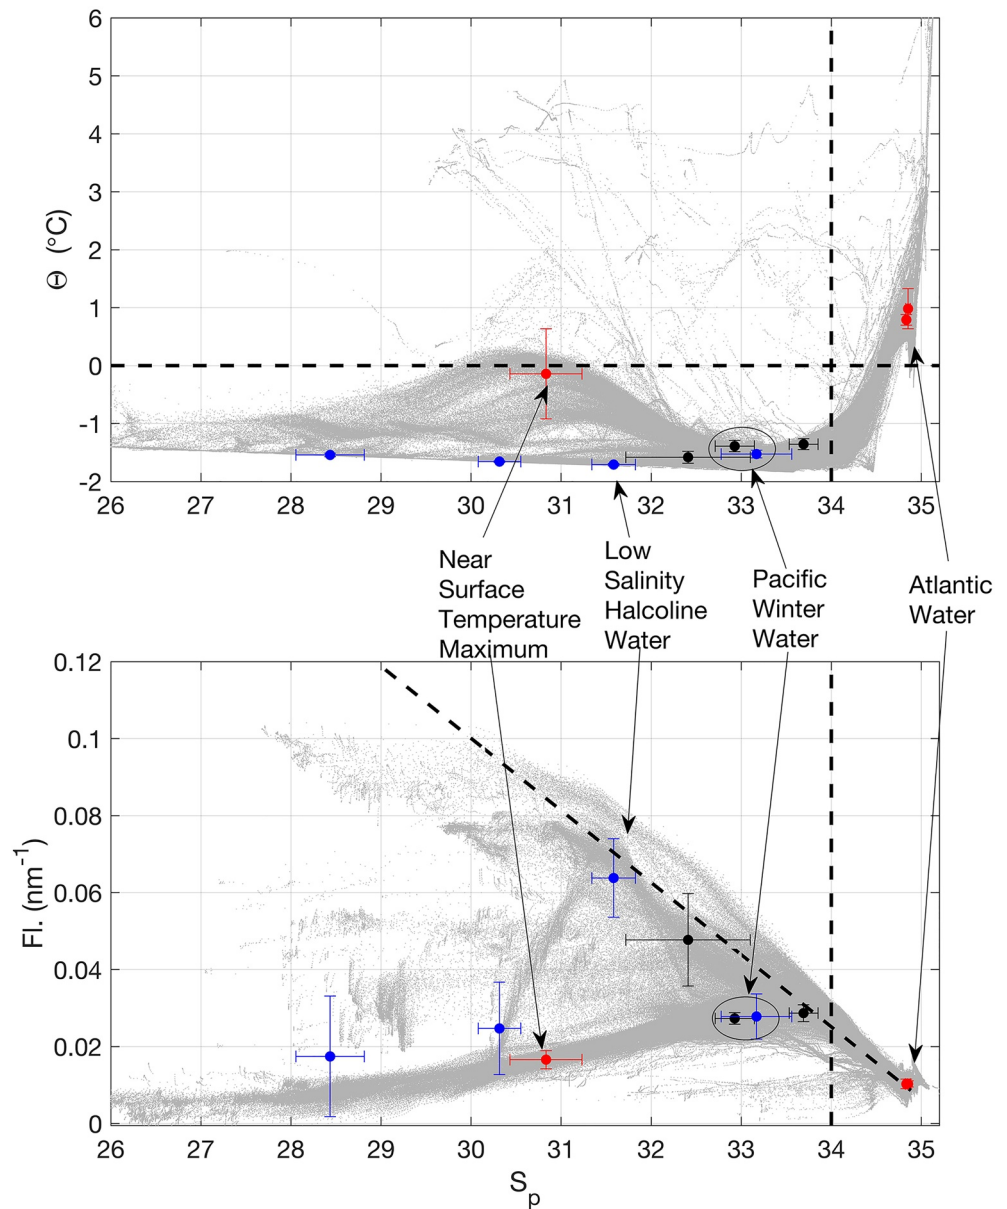 6
5
4
3
2
1
0
-1
-2
Θ (°C)
26 27 28 29 30 31 32 33 34 35
Near
Surface
Temperature
Maximum
Low
Salinity
Halcoline
Water
Pacific
Winter
Water
Atlantic
Water
0.12
0.1
0.08
0.06
0.04
0.02
0
Fl. (nm-1)
26 27 28 29 30 31 32 33 34 35
Sp